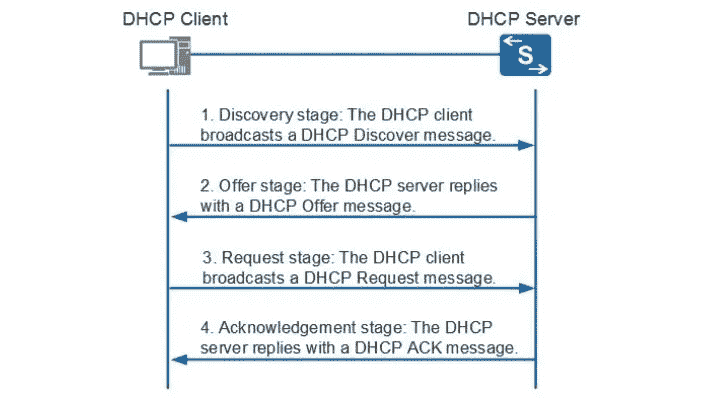 DHCP Client
DHCP Server
S
1. Discovery stage: The DHCP client
broadcasts a DHCP Discover message.
2. Offer stage: The DHCP server replies
with a DHCP Offer message.
3. Request stage: The DHCP client
broadcasts a DHCP Request message.
4. Acknowledgement stage: The DHCP
server replies with a DHCP ACK message.